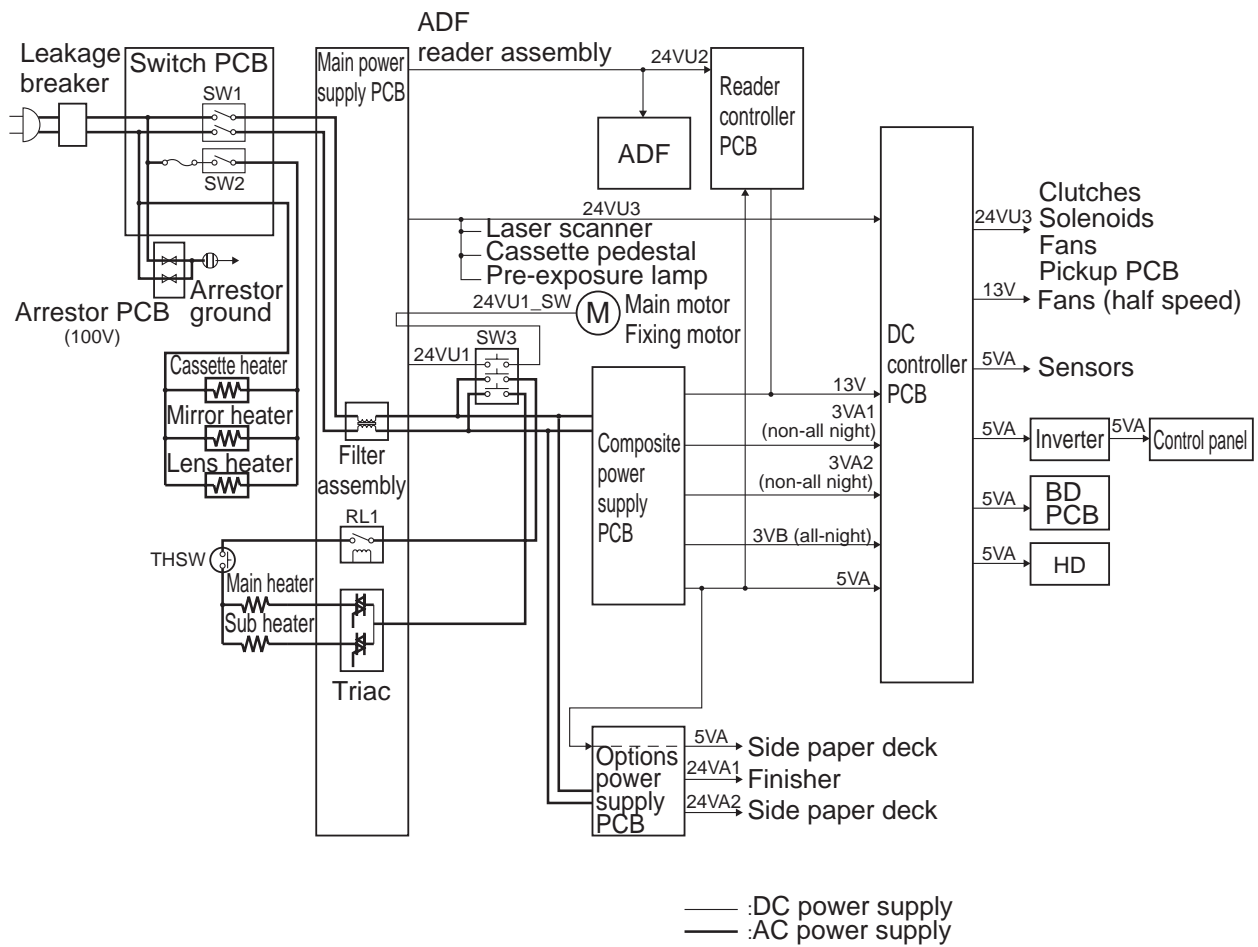 ADF
reader assembly
24VU2
Leakage
breaker
Switch PCB
SW1
SW2
Main power
supply PCB
Reader
controller
PCB
ADF
24VU3
Laser scanner
Cassette pedestal
Pre-exposure lamp
Arrestor PCB
(100V)
Arrestor
ground
24VU1_SW
M
Main motor
Fixing motor
SW3
24VU1
DC
controller
PCB
24VU3
Clutches
Solenoids
Fans
Pickup PCB
13V
Fans (half speed)
5VA
Sensors
5VA
Inverter
5VA
Control panel
5VA
BD
PCB
5VA
HD
Cassette heater
Mirror heater
Lens heater
Filter
assembly
Composite
power
supply
PCB
13V
3VA1
(non-all night)
3VA2
(non-all night)
3VB (all-night)
5VA
RL1
THSW
Main heater
Sub heater
Triac
Options
power
supply
PCB
5VA
Side paper deck
24VA1
Finisher
24VA2
Side paper deck
:DC power supply
:AC power supply